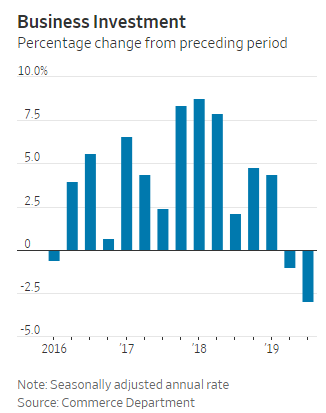 Business Investment
Percentage change from preceding period
10.0%
7.5
5.0
2.5
0
-2.5
-5.0
2016 '17 '18 '19
Note: Seasonally adjusted annual rate
Source: Commerce Department